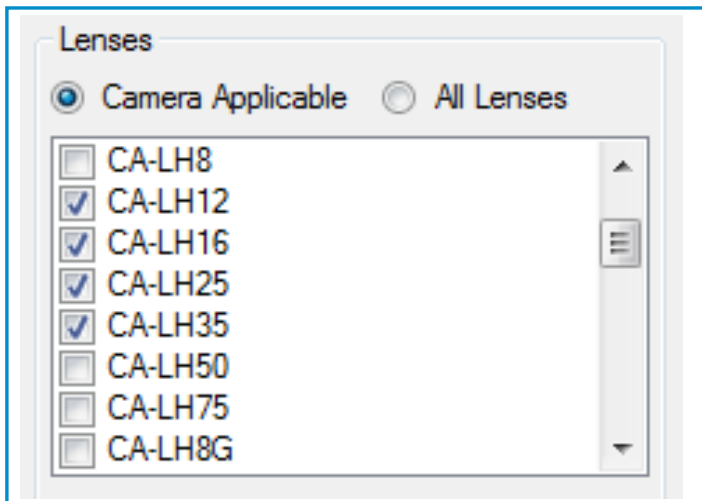 Lenses
Camera Applicable All Lenses
CA-LH8
CA-LH12
CA-LH16
CA-LH25
CA-LH35
CA-LH50
CA-LH75
CA-LH8G